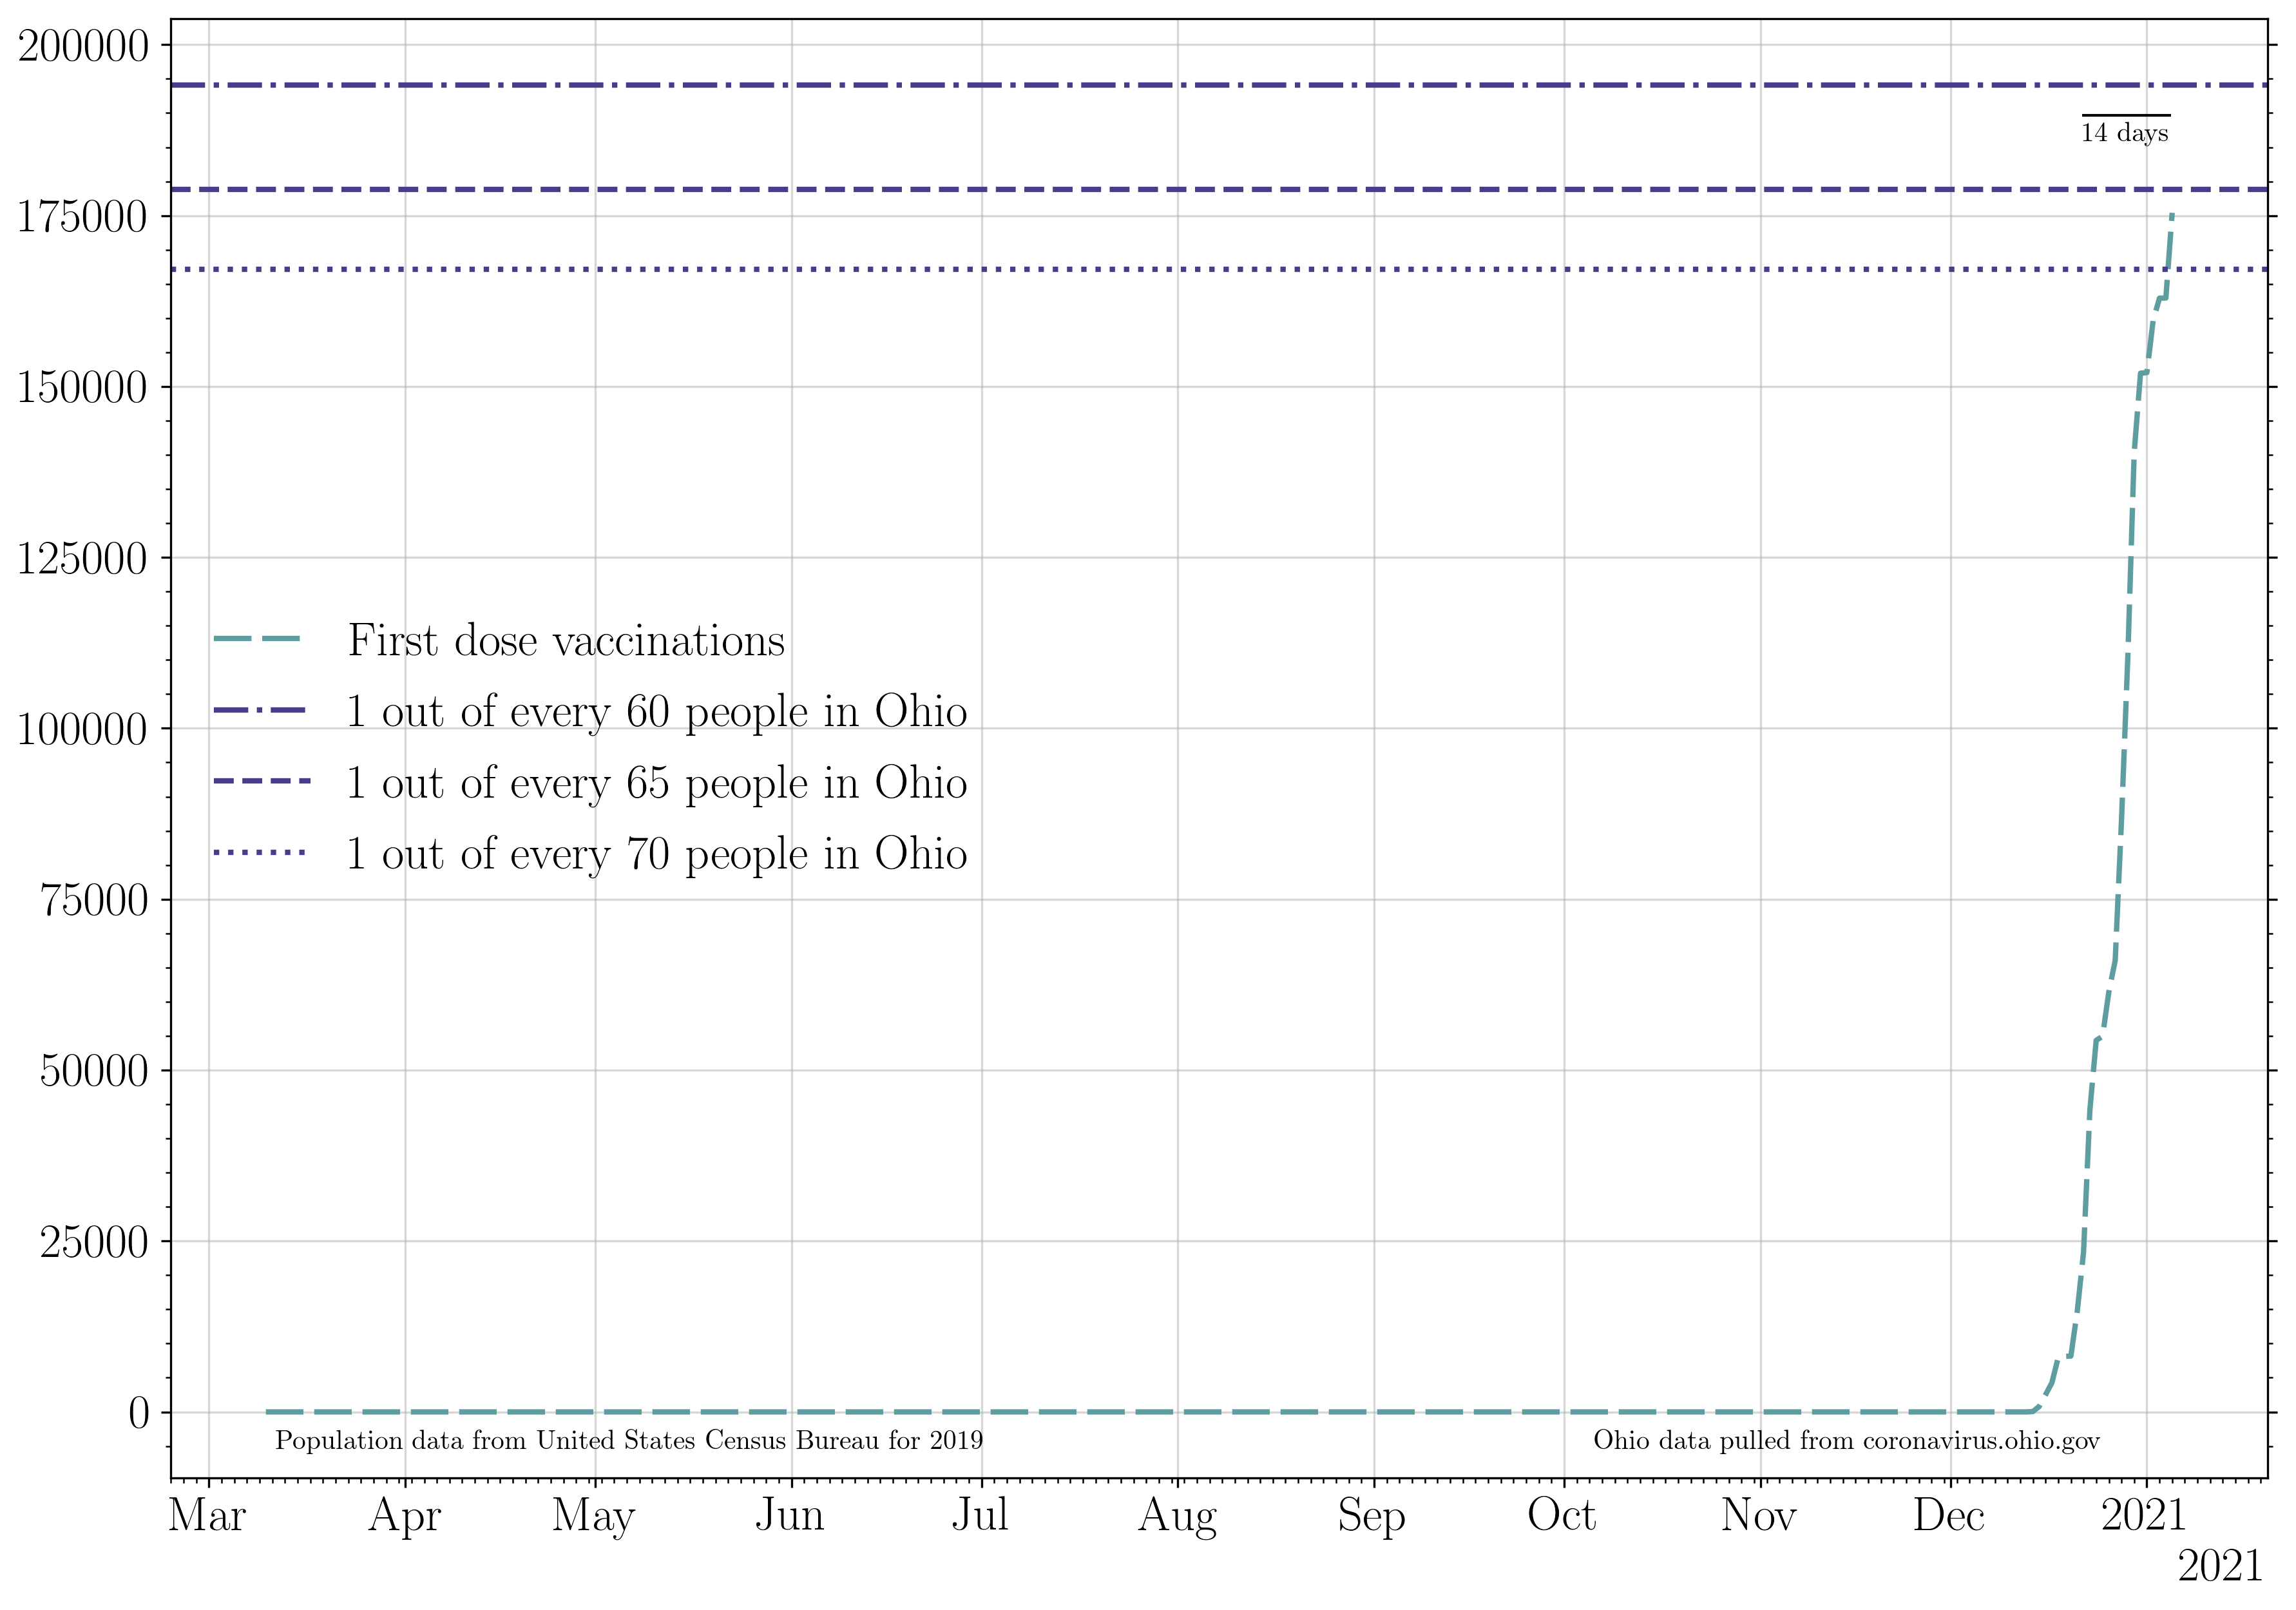 200000
14 days
175000
150000
125000
First dose vaccinations
1 out of every 60 people in Ohio
100000
1 out of every 65 people in Ohio
1 out of every 70 people in Ohio
75000
50000
25000
0
Population data from United States Census Bureau for 2019
Ohio data pulled from coronavirus.ohio.gov
Mar Apr May Jun Jul Aug Sep Oct Nov Dec 2021
2021